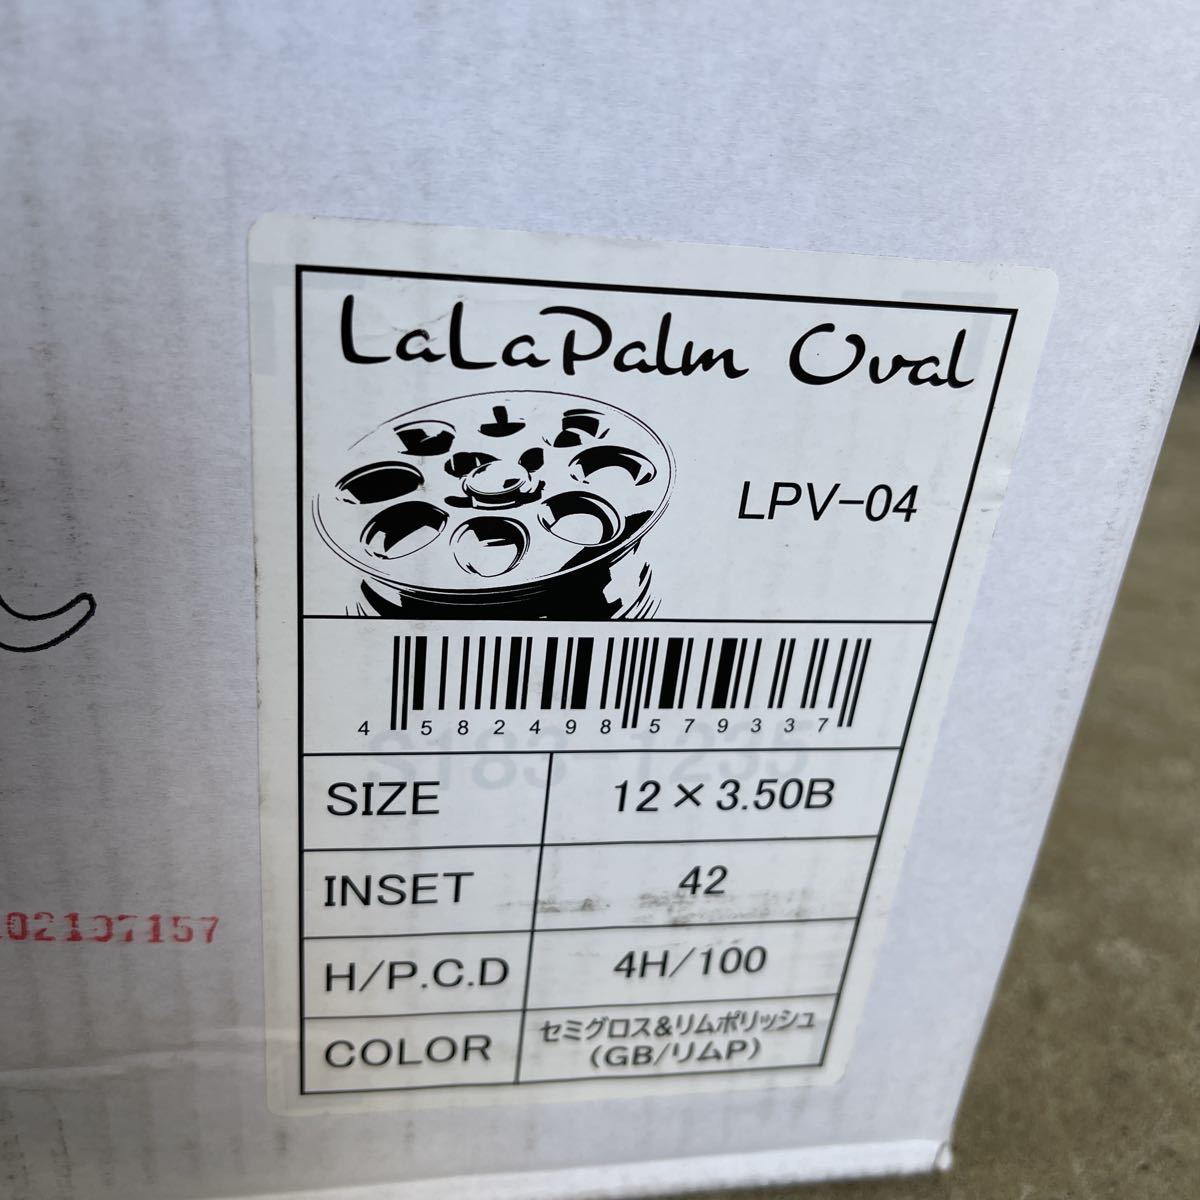 LaLaPalm Oval
LPV-04
4582498579337
SIZE 12×3.50B
INSET 42
H/P.C.D 4H/100
COLOR セミグロス&リムポリッシュ
(GB/リムP)
02107157